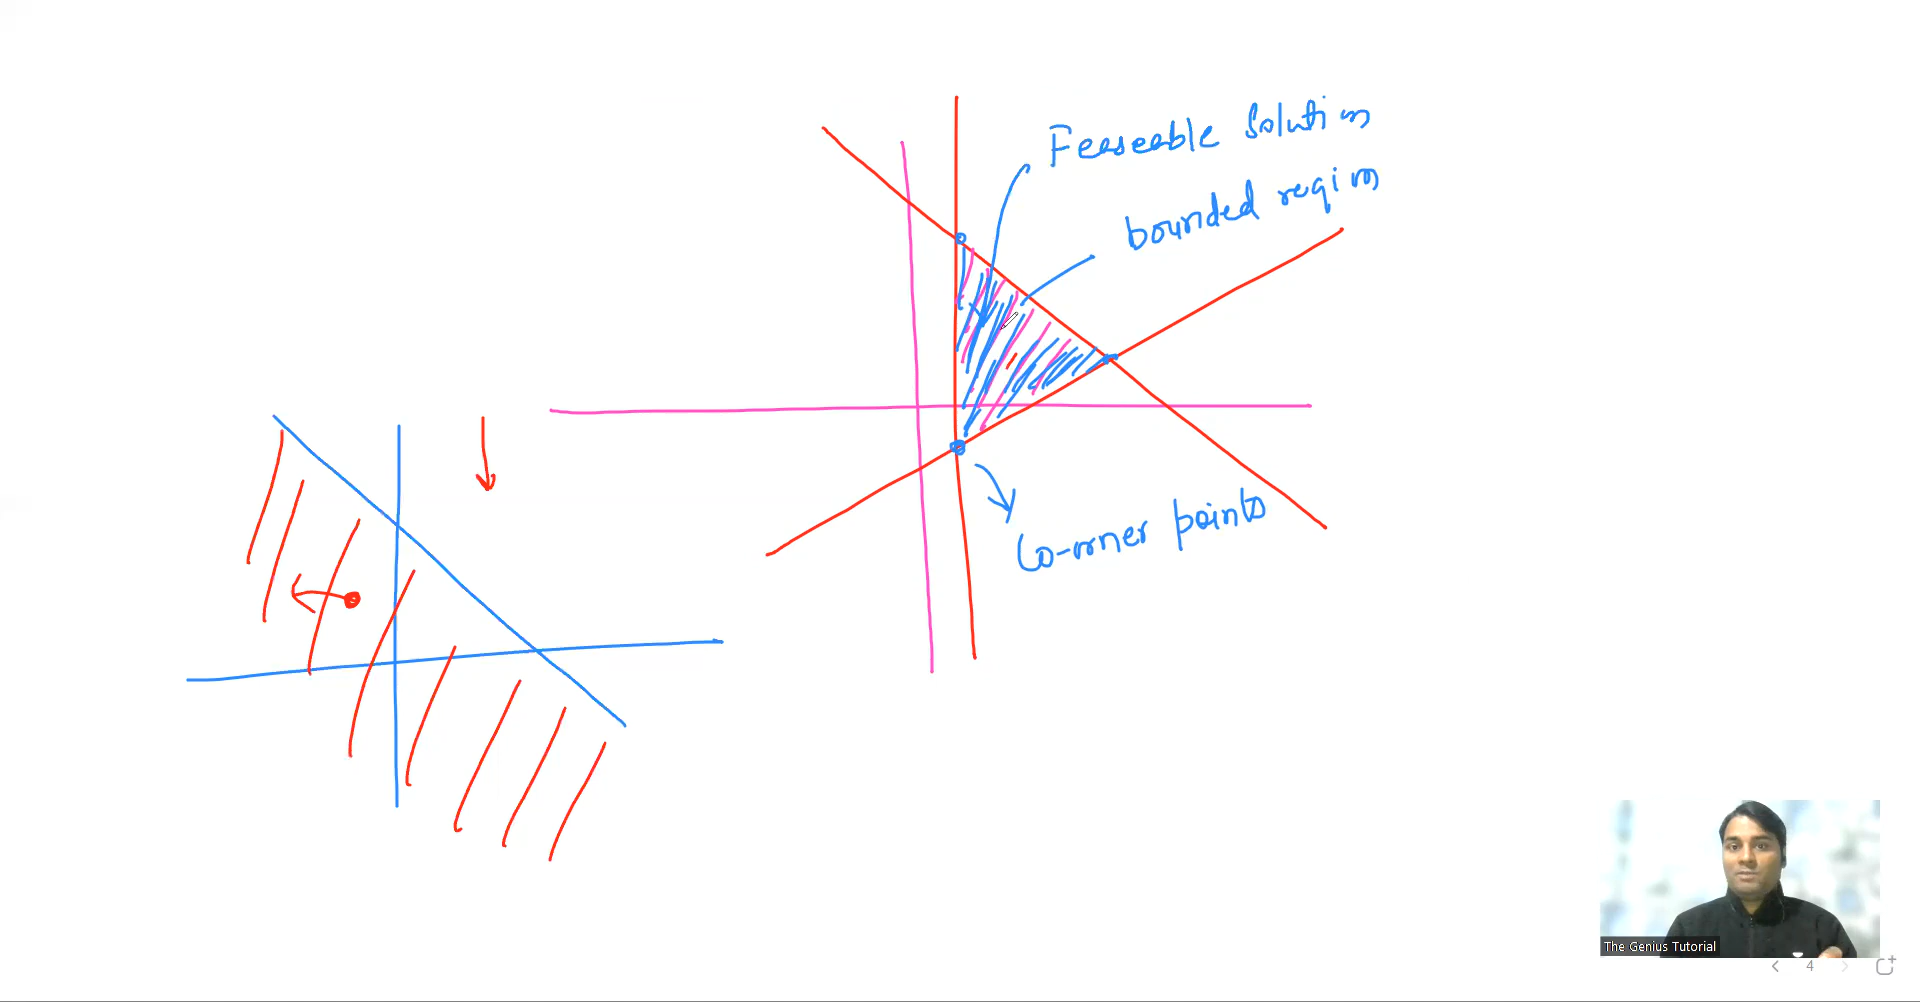 Feaseable Solution
bounded region
Co-rner points
The Genius Tutorial
4